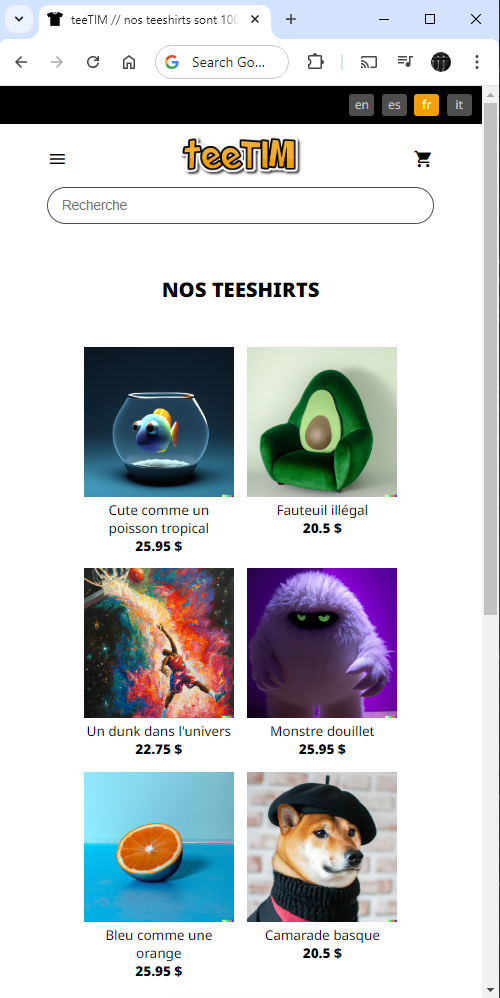 teeTIM // nos teeshirts sont 100
Search Go...
en es fr it
teeTIM
Recherche
NOS TEESHIRTS
Cute comme un
poisson tropical
25.95 $
Fauteuil illégal
20.5 $
Un dunk dans l'univers
22.75 $
Monstre douillet
25.95 $
Bleu comme une
orange
25.95 $
Camarade basque
20.5 $